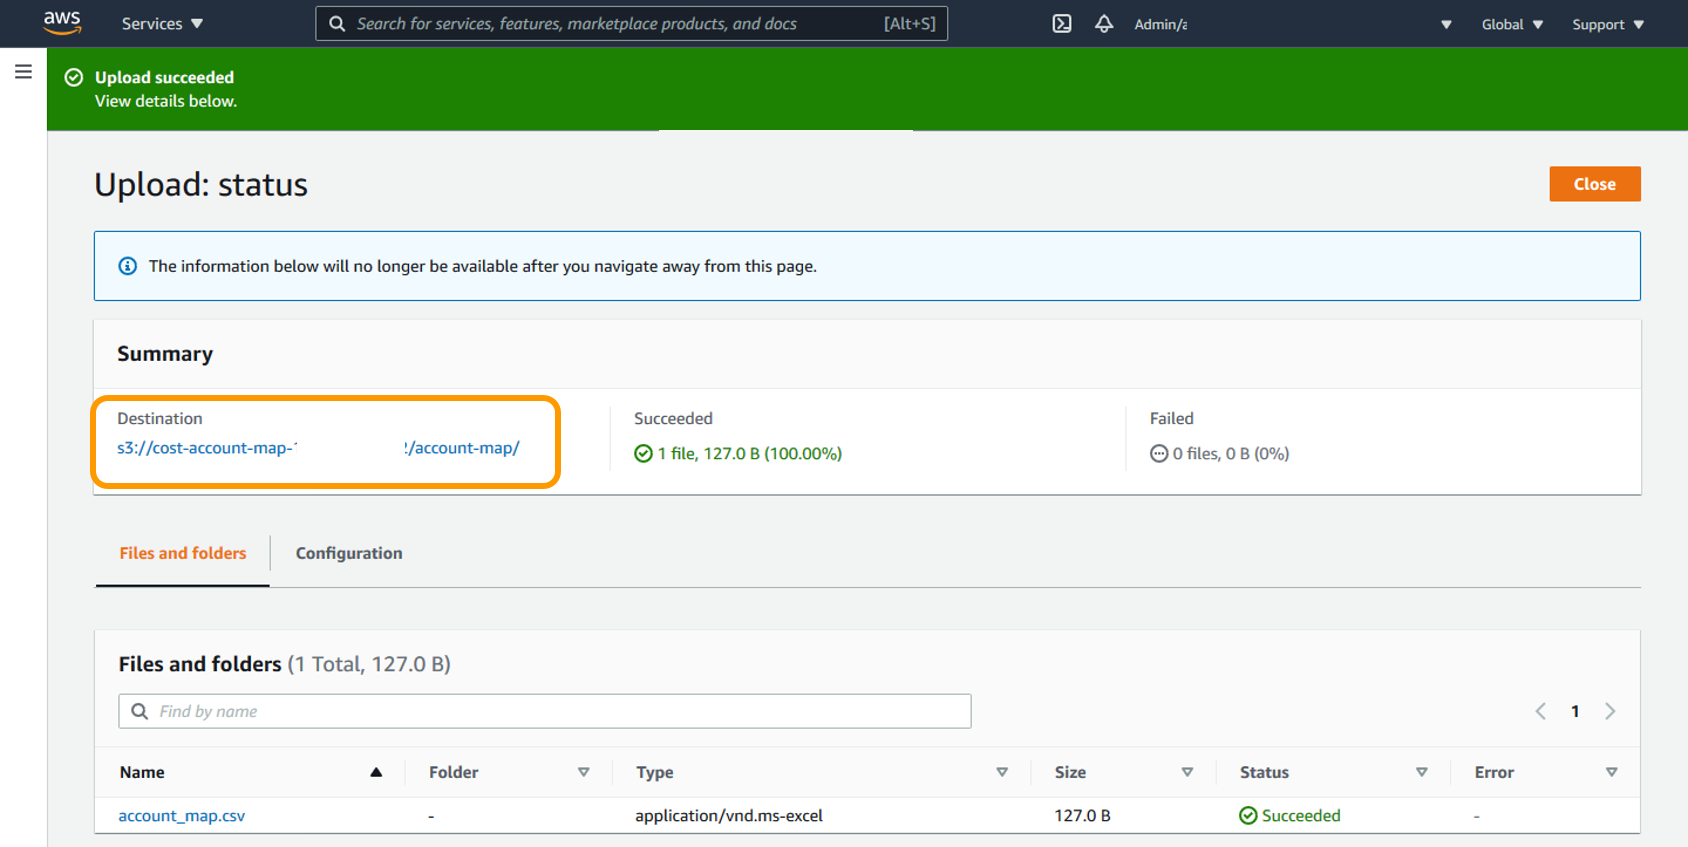 aws Services Search for services, features, marketplace products, and docs [Alt+S] Admin/a Global Support
Upload succeeded
View details below.
Upload: status
Close
The information below will no longer be available after you navigate away from this page.
Summary
Destination Succeeded Failed
s3://cost-account-map- /account-map/ 1 file, 127.0 B (100.00%) 0 files, 0 B (0%)
Files and folders Configuration
Files and folders (1 Total, 127.0 B)
Find by name 1
Name Folder Type Size Status Error
account_map.csv - application/vnd.ms-excel 127.0 B Succeeded -